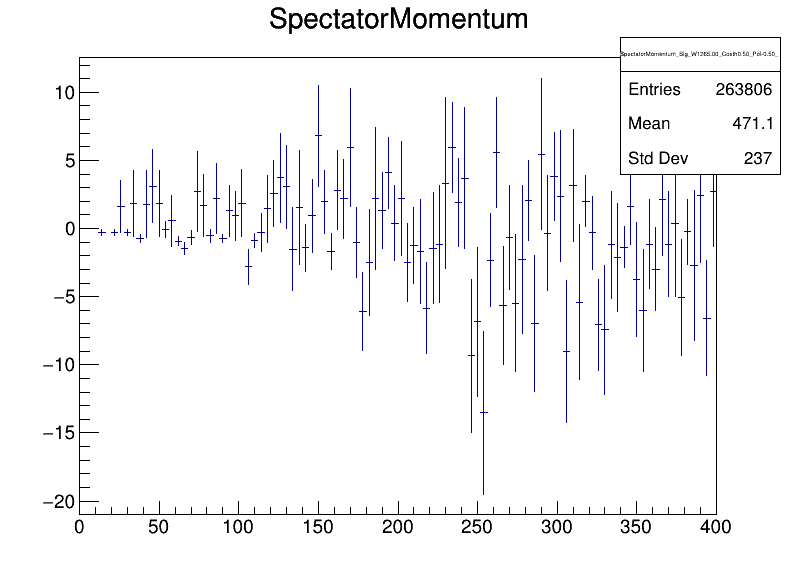 SpectatorMomentum
SpectatorMomentum_Sig_W1265.00_Costh0.50_Pol-0.50_
Entries 263806
Mean 471.1
Std Dev 237
10
5
0
−5
−10
−15
−20
0 50 100 150 200 250 300 350 400